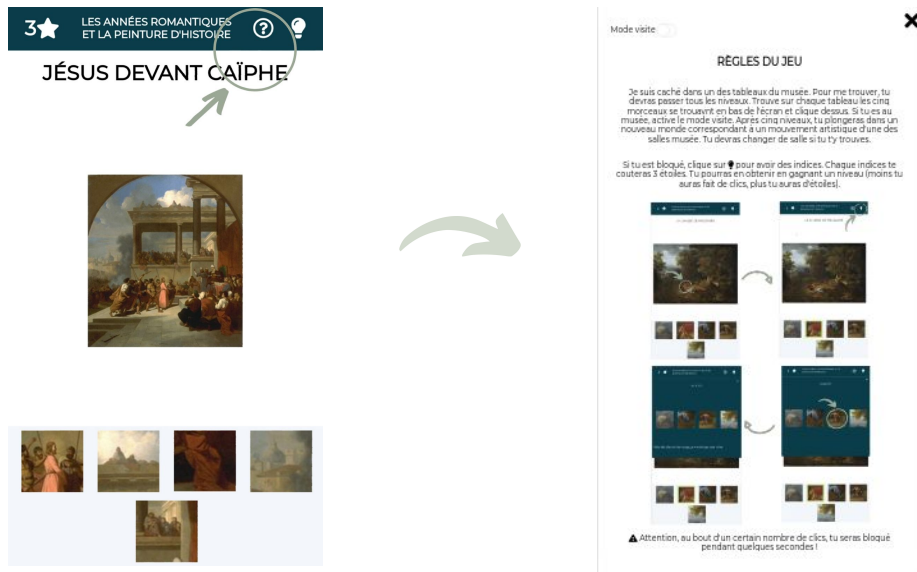 3
LES ANNÉES ROMANTIQUES
ET LA PEINTURE D'HISTOIRE
?
JÉSUS DEVANT CAÏPHE
Mode visite
RÈGLES DU JEU
Je suis caché dans un des tableaux du musée. Pour me trouver, tu
devras passer tous les niveaux. Trouve sur chaque tableau les cinq
morceaux se trouavnt en bas de l'écran et clique dessus. Si tu es au
musée, active le mode visite. Après cinq niveaux, tu plongeras dans un
nouveau monde correspondant à un mouvement artistique d'une des
salles musée. Tu devras changer de salle si tu t'y trouves.
Si tu est bloqué, clique sur pour avoir des indices. Chaque indices te
couteras 3 étoiles. Tu pourras en obtenir en gagnant un niveau (moins tu
auras fait de clics, plus tu auras d'étoiles).
Attention, au bout d'un certain nombre de clics, tu seras bloqué
pendant quelques secondes !